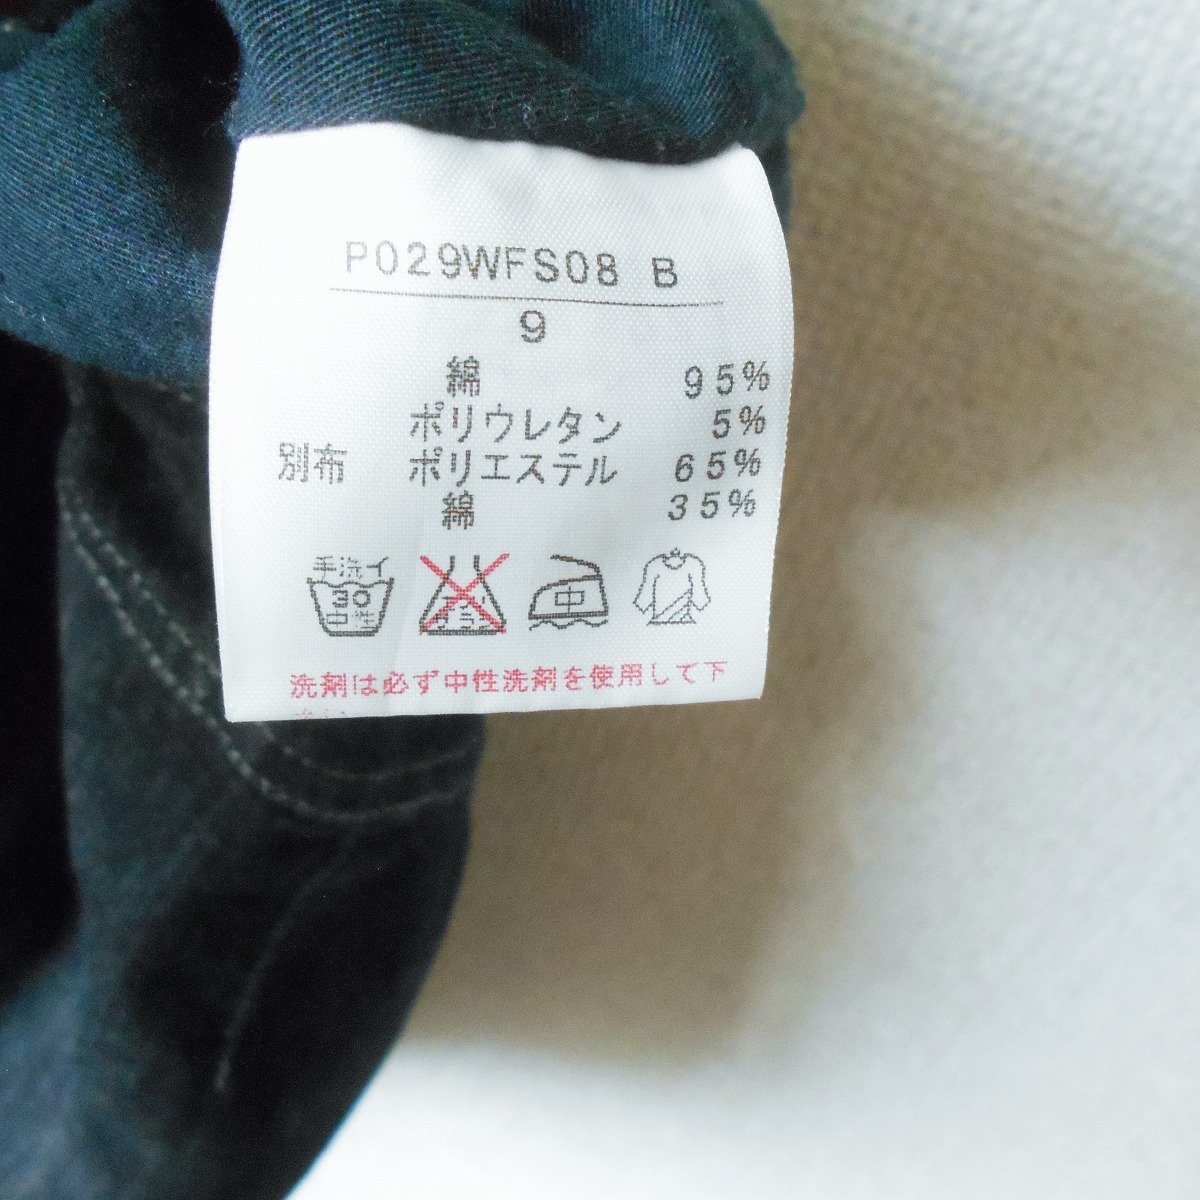 P029WFS08 B
9
綿 95%
ポリウレタン 5%
別布 ポリエステル 65%
綿 35%
手洗イ
30
中性
中
洗剤は必ず中性洗剤を使用して下